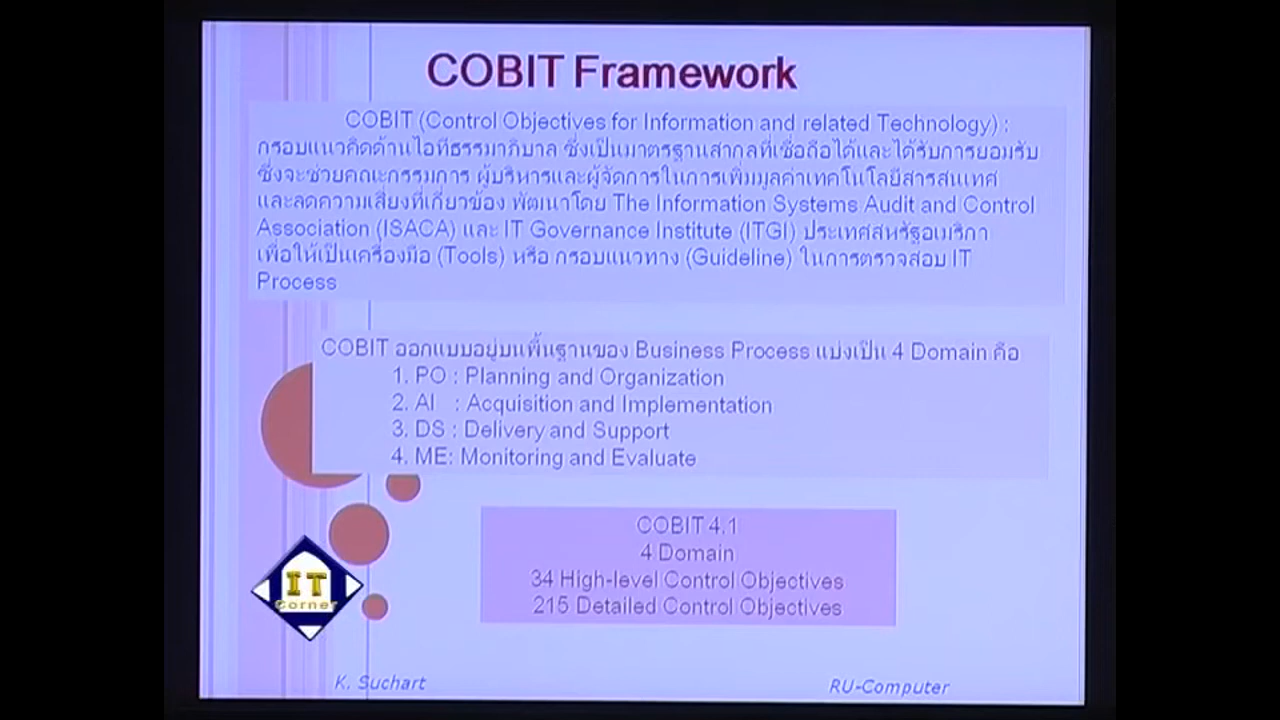 COBIT Framework
COBIT (Control Objectives for Information and related Technology) :
กรอบแนวคิดด้านไอทีธรรมาภิบาล ซึ่งเป็นมาตรฐานสากลที่เชื่อถือได้และได้รับการยอมรับ
ซึ่งจะช่วยคณะกรรมการ ผู้บริหารและผู้จัดการในการเพิ่มมูลค่าเทคโนโลยีสารสนเทศ
และลดความเสี่ยงที่เกี่ยวข้อง พัฒนาโดย The Information Systems Audit and Control
Association (ISACA) และ IT Governance Institute (ITGI) ประเทศสหรัฐอเมริกา
เพื่อให้เป็นเครื่องมือ (Tools) หรือ กรอบแนวทาง (Guideline) ในการตรวจสอบ IT
Process
COBIT ออกแบบอยู่บนพื้นฐานของ Business Process แบ่งเป็น 4 Domain คือ
1. PO : Planning and Organization
2. AI : Acquisition and Implementation
3. DS : Delivery and Support
4. ME: Monitoring and Evaluate
COBIT 4.1
4 Domain
34 High-level Control Objectives
215 Detailed Control Objectives
IT
Corner
K. Suchart
RU-Computer